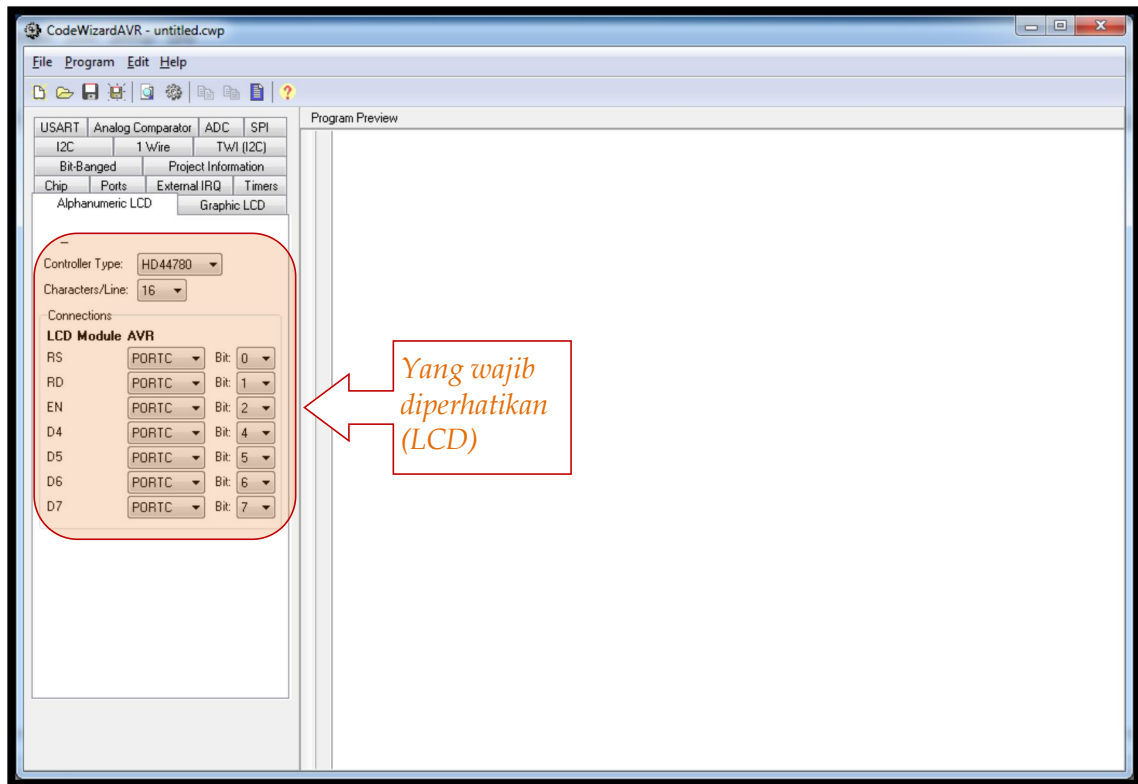 CodeWizardAVR - untitled.cwp
File Program Edit Help
USART Analog Comparator ADC SPI
I2C 1 Wire TWI (I2C)
Bit-Banged Project Information
Chip Ports External IRQ Timers
Alphanumeric LCD Graphic LCD
Program Preview
Controller Type: HD44780
Characters/Line: 16
Connections
LCD Module AVR
RS PORTC Bit: 0
RD PORTC Bit: 1
EN PORTC Bit: 2
D4 PORTC Bit: 4
D5 PORTC Bit: 5
D6 PORTC Bit: 6
D7 PORTC Bit: 7
Yang wajib
diperhatikan
(LCD)